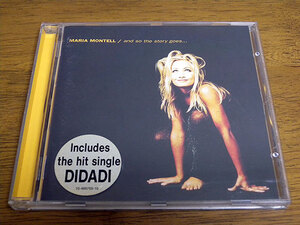 MARIA MONTELL / and so the story goes...
Includes
the hit single
DIDADI